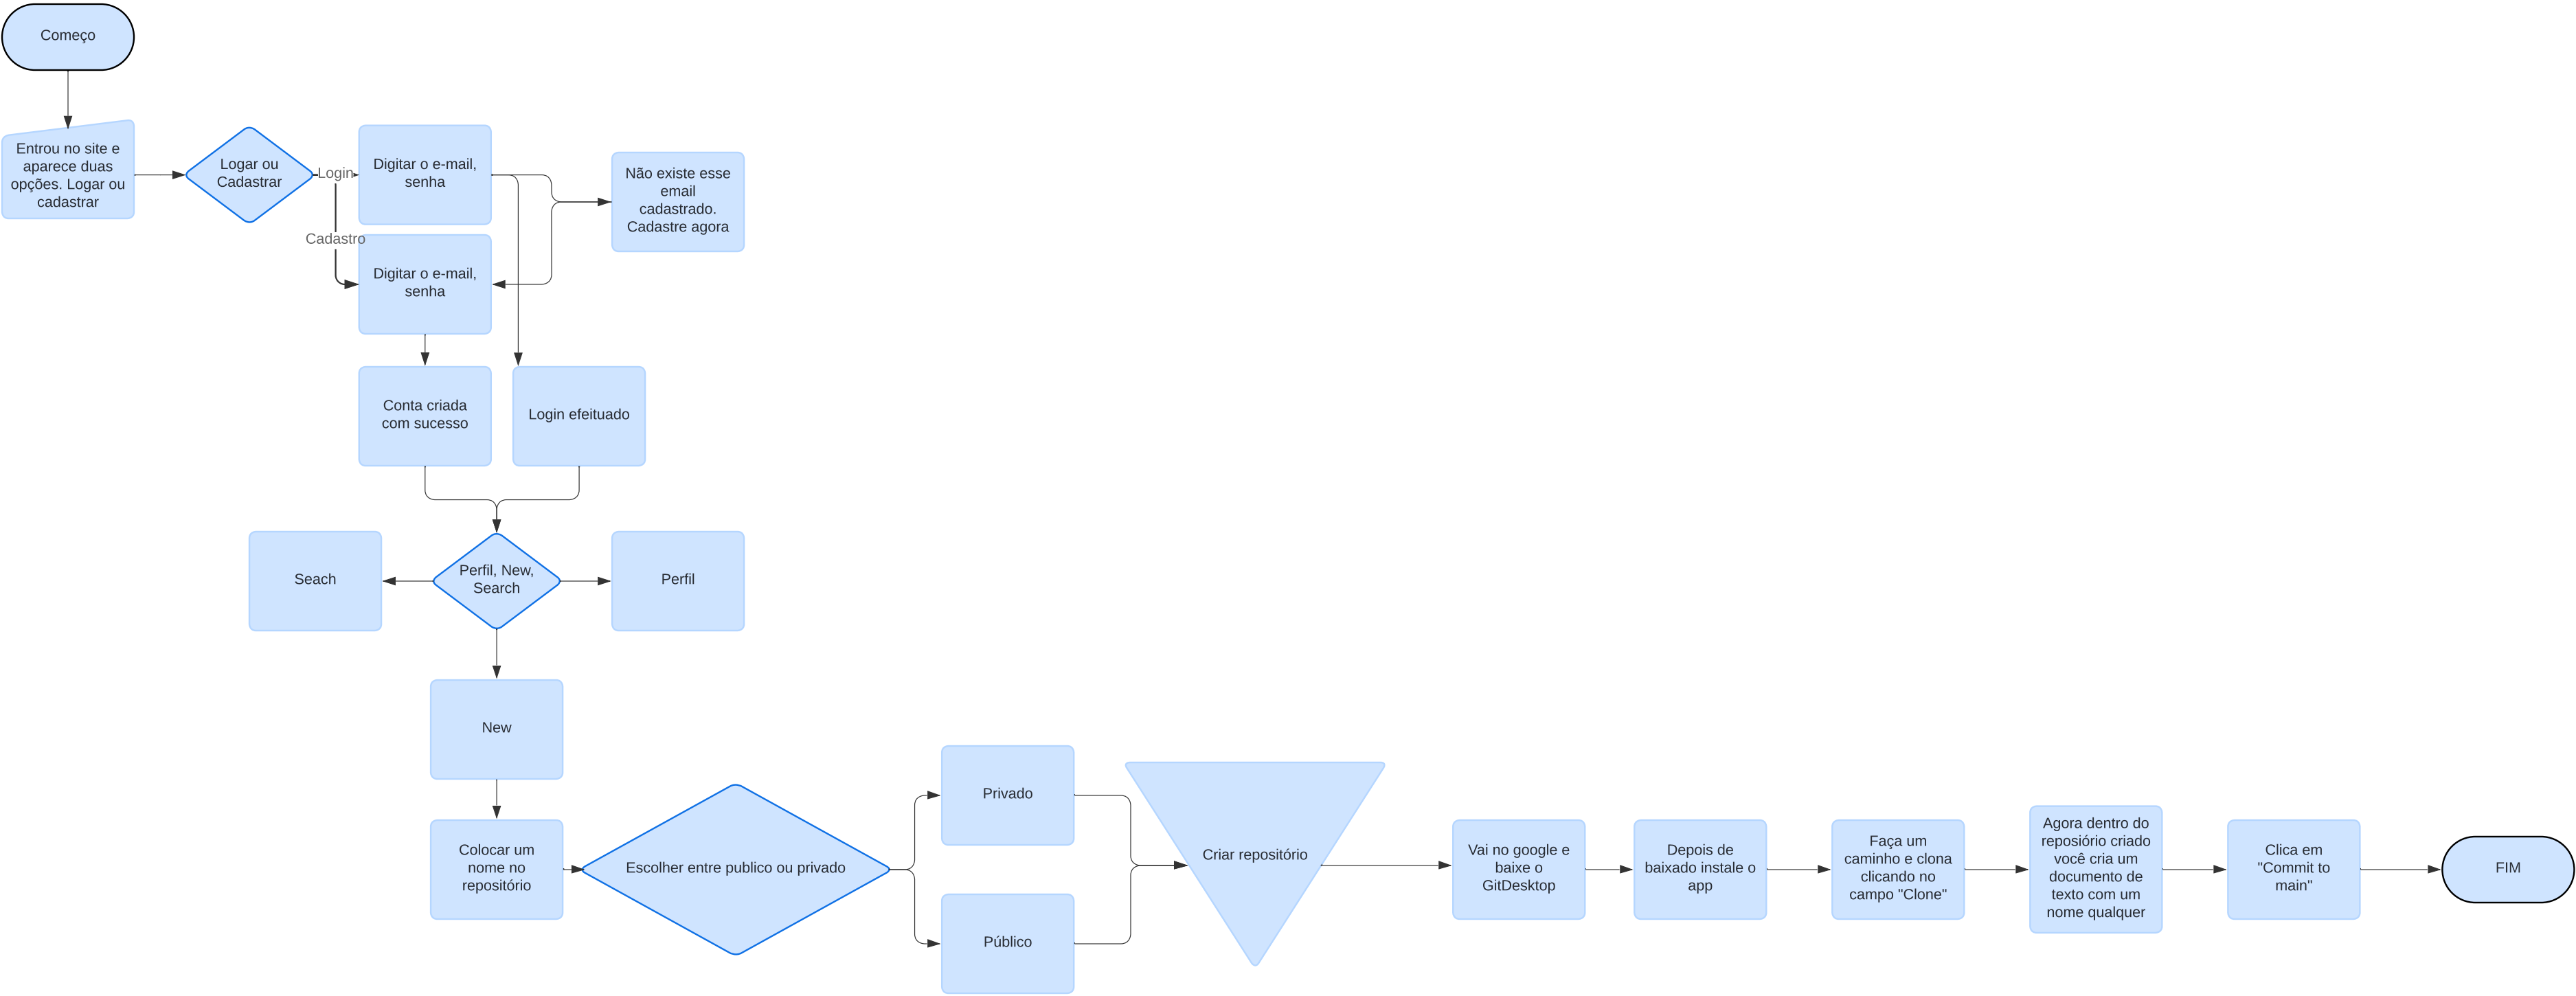 Começo
Entrou no site e
aparece duas
opções. Logar ou
cadastrar
Logar ou
Cadastrar
Login
Cadastro
Digitar o e-mail,
senha
Não existe esse
email
cadastrado.
Cadastre agora
Digitar o e-mail,
senha
Conta criada
com sucesso
Login efeituado
Seach
Perfil, New,
Search
Perfil
New
Colocar um
nome no
repositório
Escolher entre publico ou privado
Privado
Público
Criar repositório
Vai no google e
baixe o
GitDesktop
Depois de
baixado instale o
app
Faça um
caminho e clona
clicando no
campo "Clone"
Agora dentro do
reposiório criado
você cria um
documento de
texto com um
nome qualquer
Clica em
"Commit to
main"
FIM